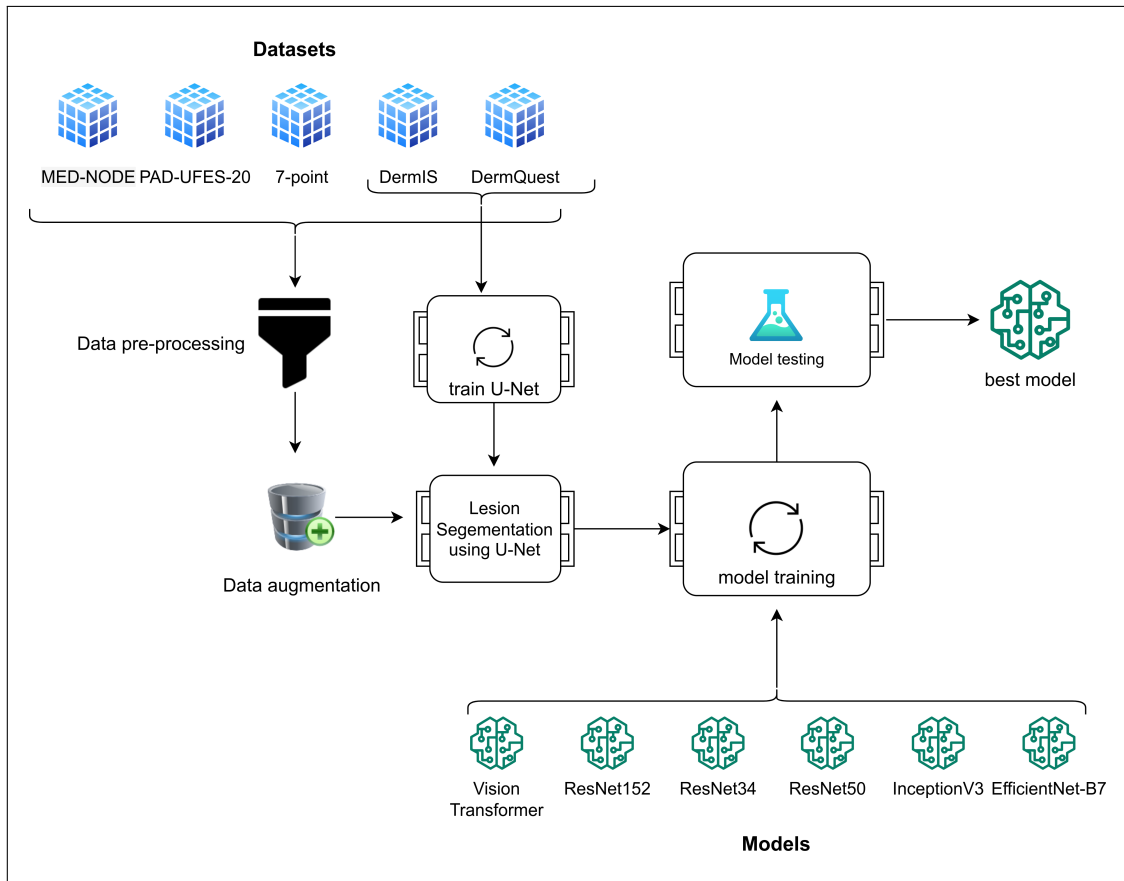 Datasets
MED-NODE PAD-UFES-20 7-point DermIS DermQuest
Data pre-processing
train U-Net
Model testing
best model
Lesion
Segementation
using U-Net
Data augmentation
model training
Vision
Transformer
ResNet152
ResNet34
ResNet50
InceptionV3
EfficientNet-B7
Models